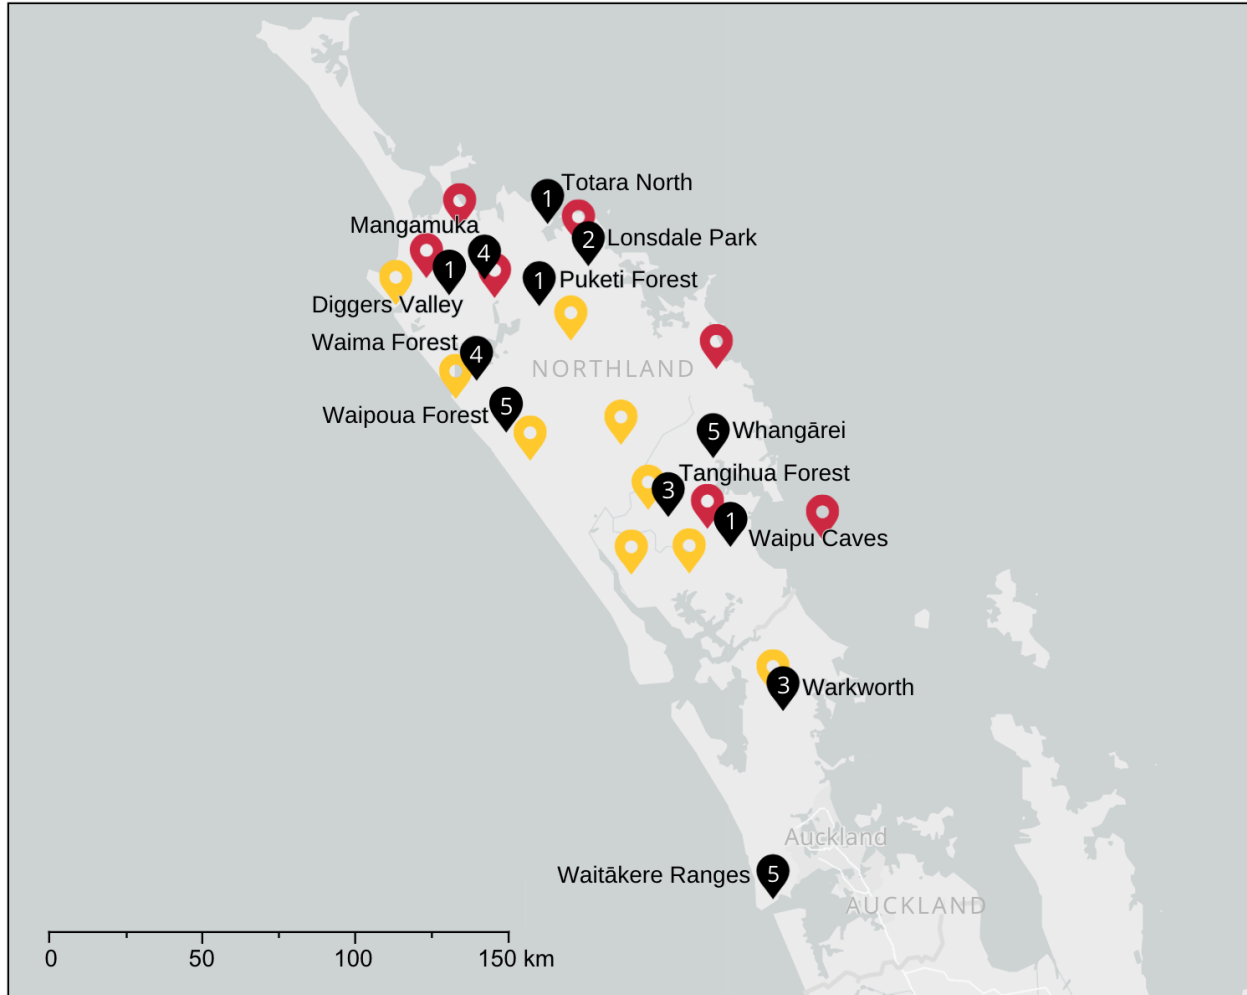 1 Totara North
Mangamuka
4
2 Lonsdale Park
1
1 Puketi Forest
Diggers Valley
Waima Forest 4
NORTHLAND
Waipoua Forest 5
5 Whangārei
Tangihua Forest
3
1
Waipu Caves
3 Warkworth
Auckland
Waitākere Ranges 5
AUCKLAND
0 50 100 150 km